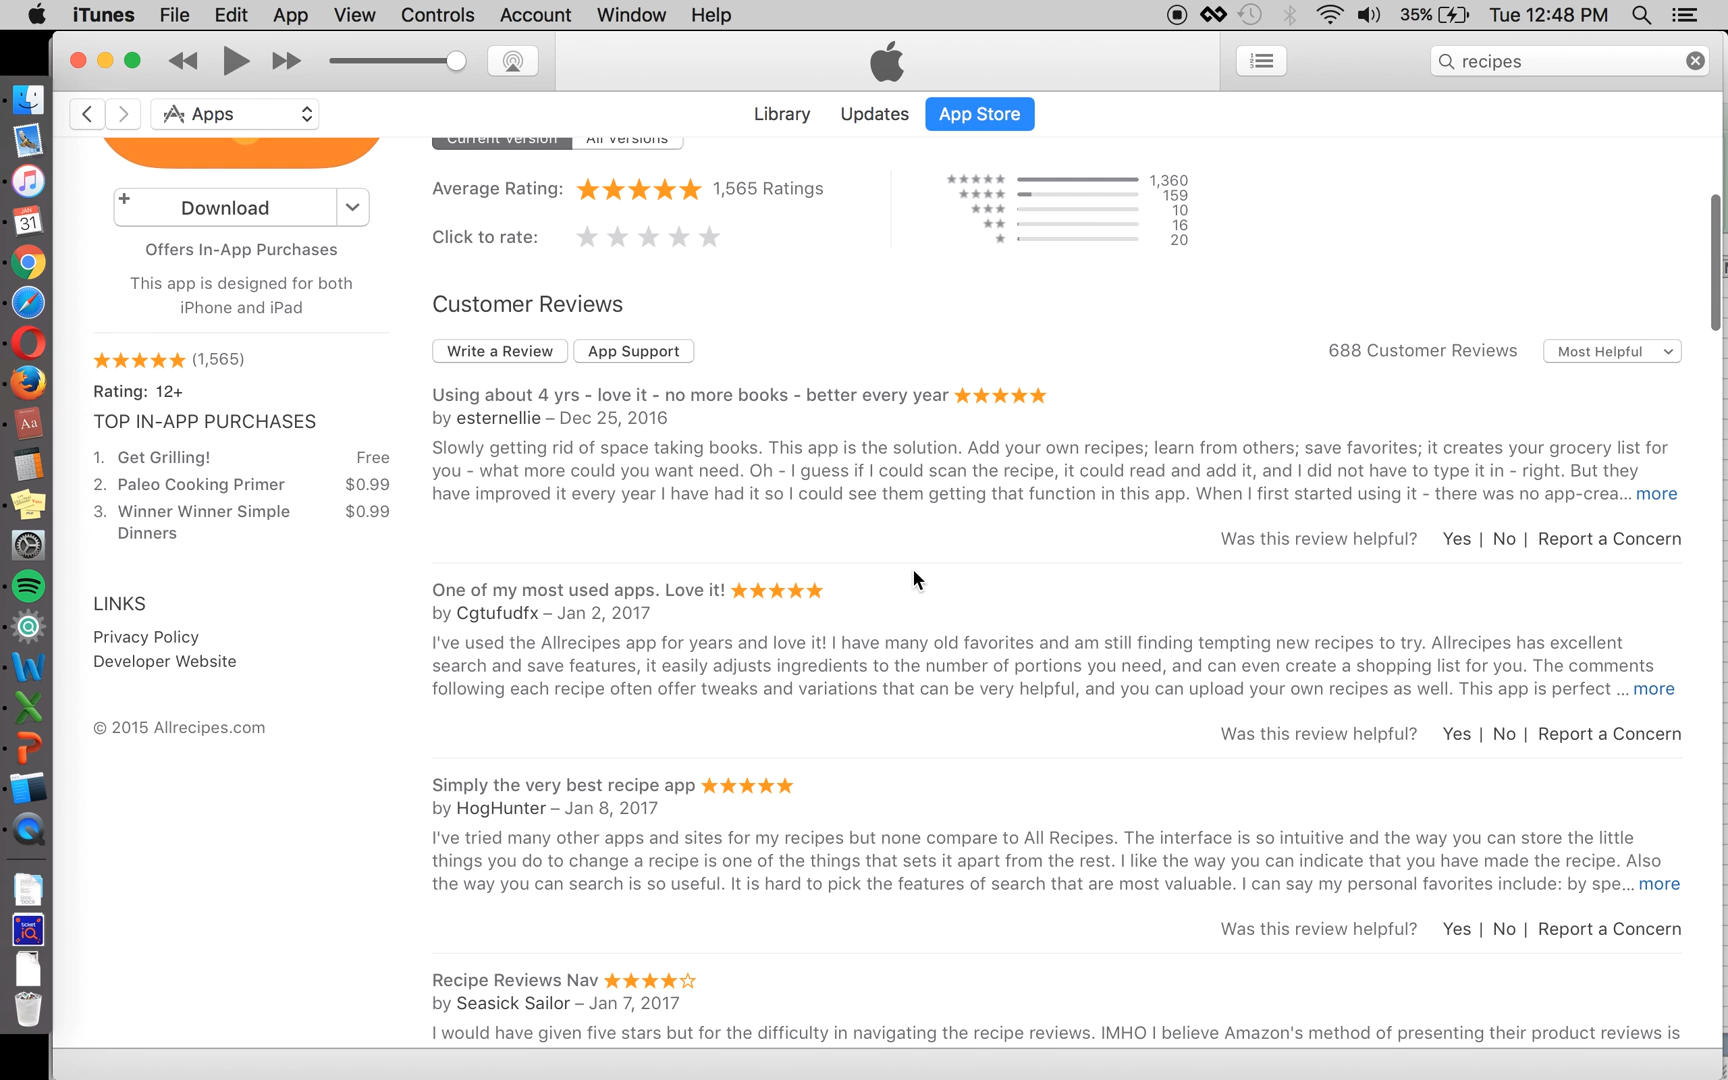 iTunes File Edit App View Controls Account Window Help 35% Tue 12:48 PM
recipes
Apps Library Updates App Store
Current Version All Versions
Average Rating: 1,565 Ratings
1,360
159
10
16
20
Click to rate:
Download
Offers In-App Purchases
This app is designed for both
iPhone and iPad
(1,565)
Rating: 12+
TOP IN-APP PURCHASES
1. Get Grilling! Free
2. Paleo Cooking Primer $0.99
3. Winner Winner Simple $0.99
Dinners
LINKS
Privacy Policy
Developer Website
© 2015 Allrecipes.com
Customer Reviews
Write a Review App Support 688 Customer Reviews Most Helpful
Using about 4 yrs - love it - no more books - better every year
by esternellie – Dec 25, 2016
Slowly getting rid of space taking books. This app is the solution. Add your own recipes; learn from others; save favorites; it creates your grocery list for
you - what more could you want need. Oh - I guess if I could scan the recipe, it could read and add it, and I did not have to type it in - right. But they
have improved it every year I have had it so I could see them getting that function in this app. When I first started using it - there was no app-crea... more
Was this review helpful? Yes | No | Report a Concern
One of my most used apps. Love it!
by Cgtufudfx – Jan 2, 2017
I've used the Allrecipes app for years and love it! I have many old favorites and am still finding tempting new recipes to try. Allrecipes has excellent
search and save features, it easily adjusts ingredients to the number of portions you need, and can even create a shopping list for you. The comments
following each recipe often offer tweaks and variations that can be very helpful, and you can upload your own recipes as well. This app is perfect ... more
Was this review helpful? Yes | No | Report a Concern
Simply the very best recipe app
by HogHunter – Jan 8, 2017
I've tried many other apps and sites for my recipes but none compare to All Recipes. The interface is so intuitive and the way you can store the little
things you do to change a recipe is one of the things that sets it apart from the rest. I like the way you can indicate that you have made the recipe. Also
the way you can search is so useful. It is hard to pick the features of search that are most valuable. I can say my personal favorites include: by spe... more
Was this review helpful? Yes | No | Report a Concern
Recipe Reviews Nav
by Seasick Sailor – Jan 7, 2017
I would have given five stars but for the difficulty in navigating the recipe reviews. IMHO I believe Amazon's method of presenting their product reviews is
JAN
31
Aa
ticket
iQ